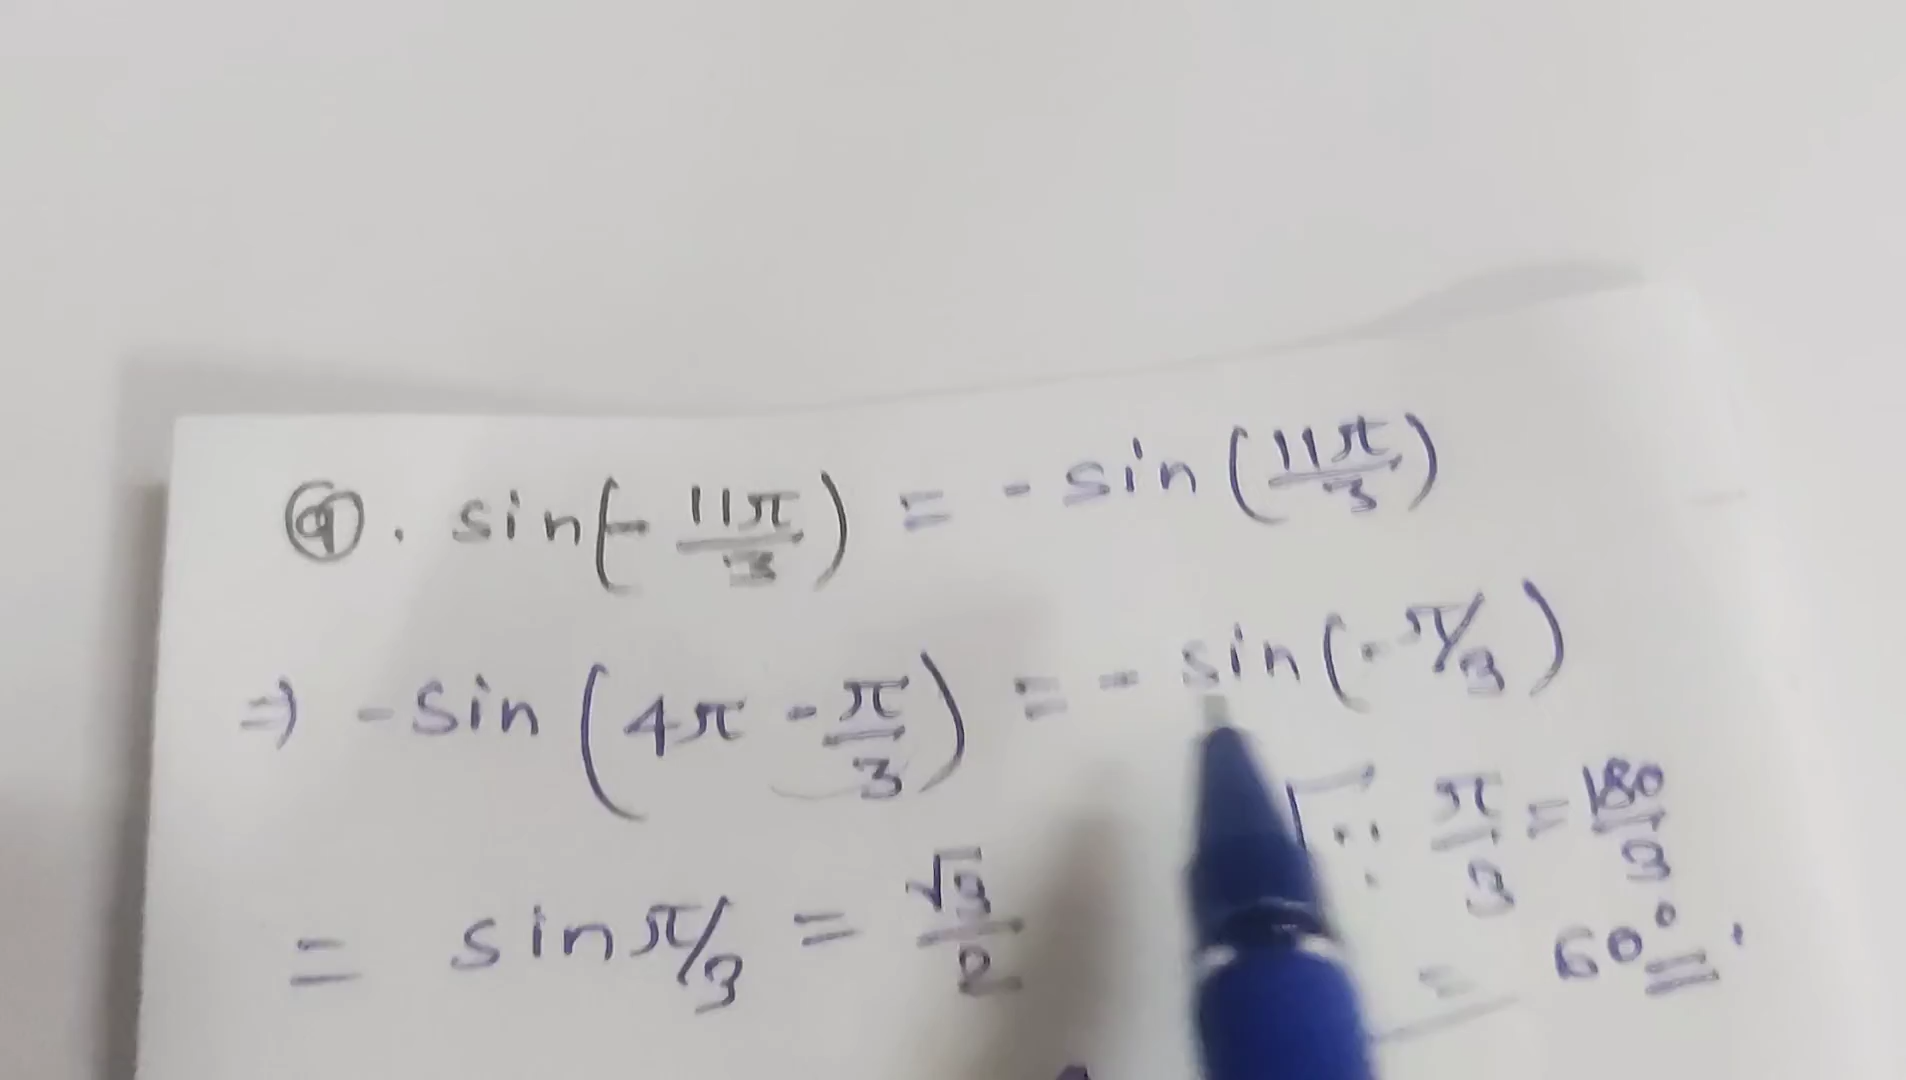 9. sin(-11π/3) = -sin(11π/3)
⇒ -sin(4π - π/3) = -sin(-π/3)
= sin π/3 = √3/2
[∵ π/3 = 180/3
= 60°.